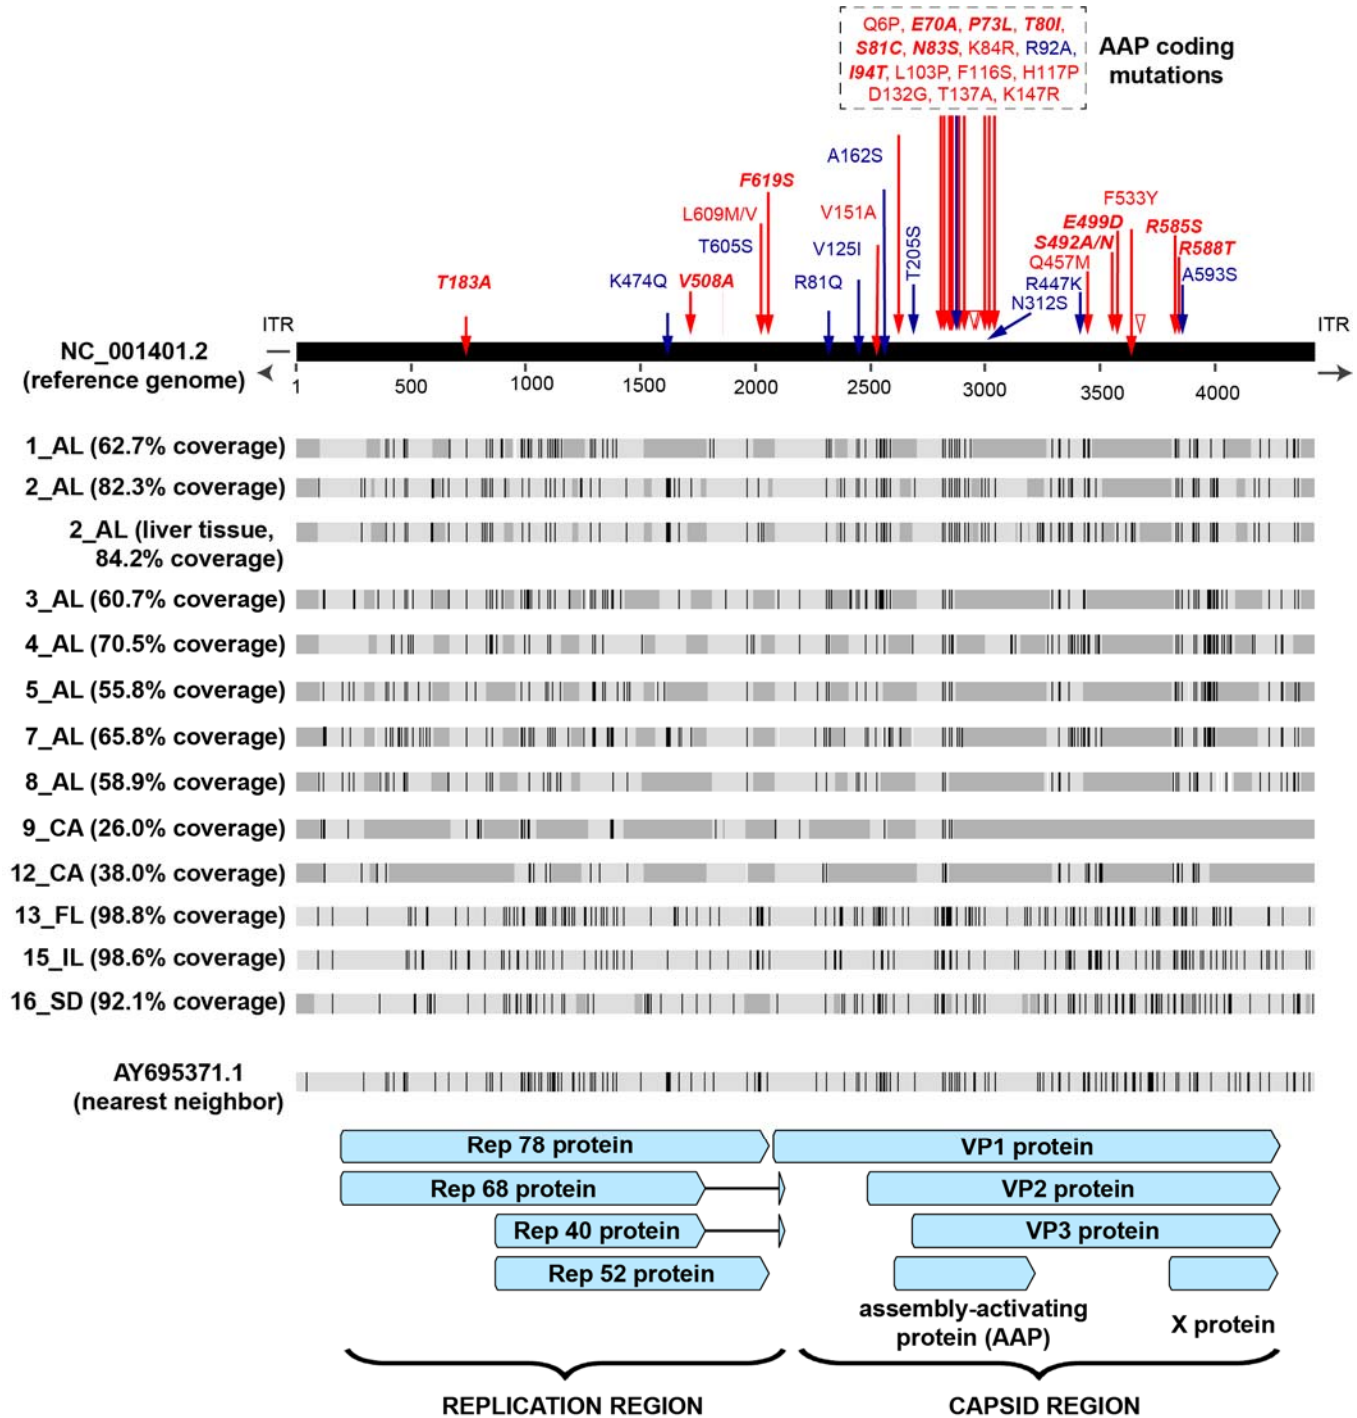 Q6P, E70A, P73L, T80I,
S81C, N83S, K84R, R92A,
I94T, L103P, F116S, H117P
D132G, T137A, K147R
AAP coding
mutations
A162S
F619S
L609M/V
V151A
F533Y
T605S
V125I
T205S
E499D
R585S
S492A/N
R588T
T183A
K474Q
V508A
R81Q
Q457M
R447K
A593S
N312S
ITR
ITR
NC_001401.2
(reference genome)
1
500
1000
1500
2000
2500
3000
3500
4000
1_AL (62.7% coverage)
2_AL (82.3% coverage)
2_AL (liver tissue,
84.2% coverage)
3_AL (60.7% coverage)
4_AL (70.5% coverage)
5_AL (55.8% coverage)
7_AL (65.8% coverage)
8_AL (58.9% coverage)
9_CA (26.0% coverage)
12_CA (38.0% coverage)
13_FL (98.8% coverage)
15_IL (98.6% coverage)
16_SD (92.1% coverage)
AY695371.1
(nearest neighbor)
Rep 78 protein
VP1 protein
Rep 68 protein
VP2 protein
Rep 40 protein
VP3 protein
Rep 52 protein
assembly-activating
protein (AAP)
X protein
REPLICATION REGION
CAPSID REGION